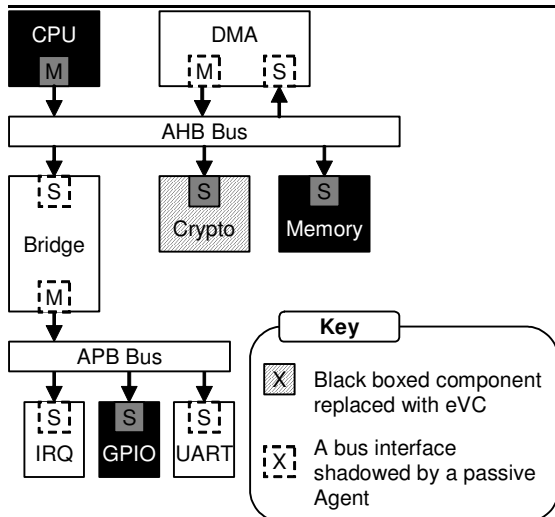 CPU
DMA
M
M
S
AHB Bus
S
S
S
Bridge
Crypto
Memory
M
APB Bus
S
S
S
IRQ
GPIO
UART
Key
X
Black boxed component
replaced with eVC
X
A bus interface
shadowed by a passive
Agent